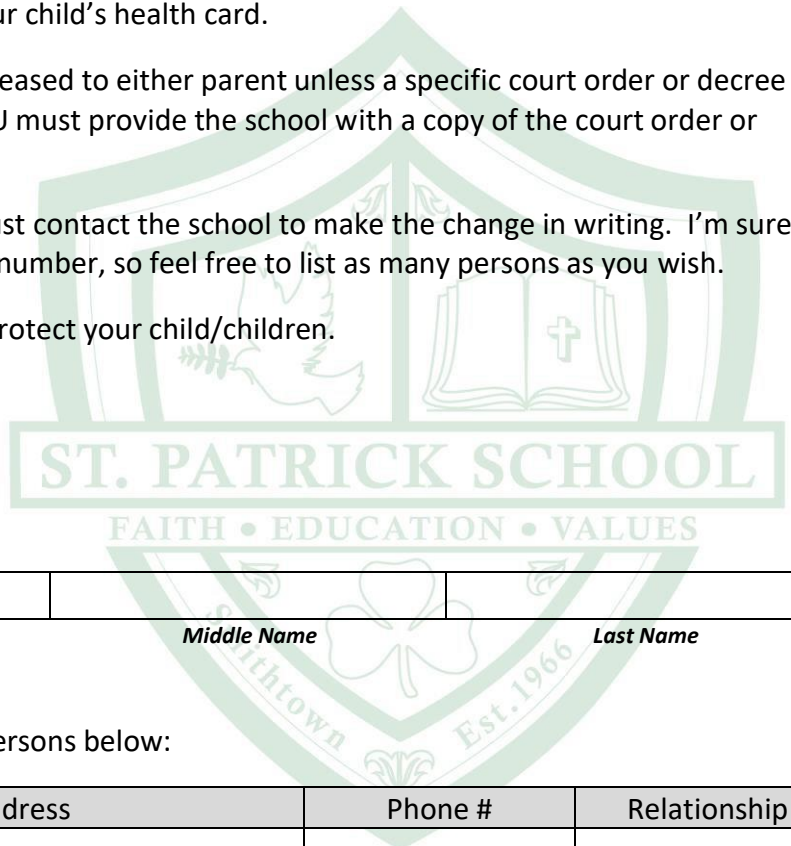 ur child’s health card.
eased to either parent unless a specific court order or decree
U must provide the school with a copy of the court order or
ust contact the school to make the change in writing.  I’m sure
number, so feel free to list as many persons as you wish.
rotect your child/children.
ST. PATRICK SCHOOL
FAITH • EDUCATION • VALUES
Middle Name Last Name
Smithtown Est. 1966
ersons below:
dress Phone # Relationship